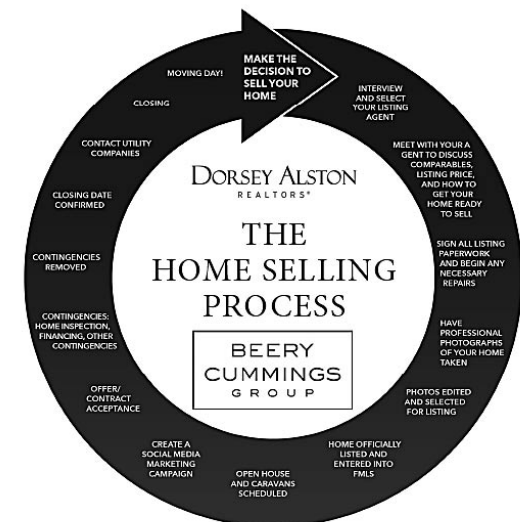 MAKE THE
DECISION TO
SELL YOUR
HOME
INTERVIEW
AND SELECT
YOUR LISTING
AGENT
MEET WITH YOUR A
GENT TO DISCUSS
COMPARABLES,
LISTING PRICE,
AND HOW TO
GET YOUR
HOME READY
TO SELL
SIGN ALL LISTING
PAPERWORK
AND BEGIN ANY
NECESSARY
REPAIRS
HAVE
PROFESSIONAL
PHOTOGRAPHS
OF YOUR HOME
TAKEN
PHOTOS EDITED
AND SELECTED
FOR LISTING
HOME OFFICIALLY
LISTED AND
ENTERED INTO
FMLS
OPEN HOUSE
AND CARAVANS
SCHEDULED
CREATE A
SOCIAL MEDIA
MARKETING
CAMPAIGN
OFFER/
CONTRACT
ACCEPTANCE
CONTINGENCIES:
HOME INSPECTION,
FINANCING, OTHER
CONTINGENCIES
CONTINGENCIES
REMOVED
CLOSING DATE
CONFIRMED
CONTACT UTILITY
COMPANIES
CLOSING
MOVING DAY!
DORSEY ALSTON
REALTORS®
THE
HOME SELLING
PROCESS
BEERY
CUMMINGS
GROUP